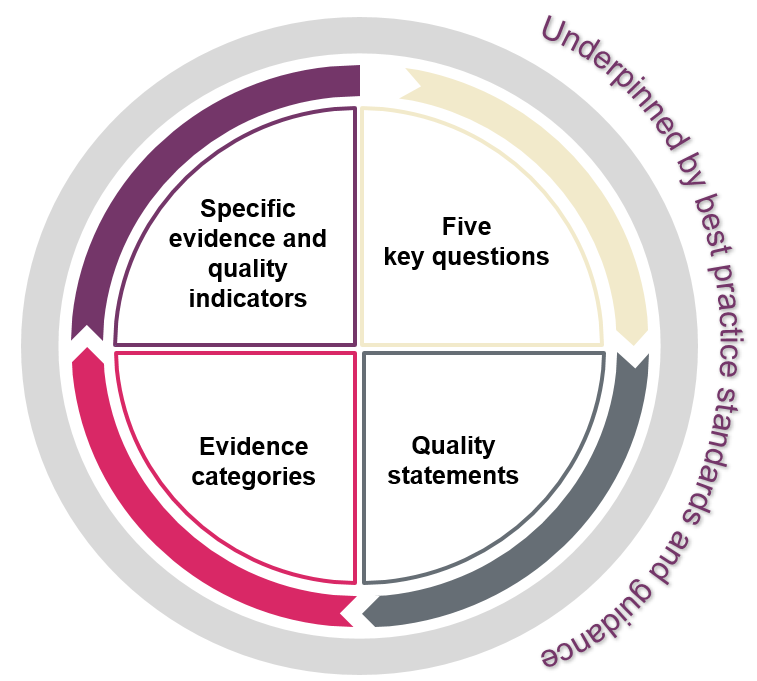 Specific
evidence and
quality
indicators
Five
key questions
Evidence
categories
Quality
statements
Underpinned by best practice standards and guidance